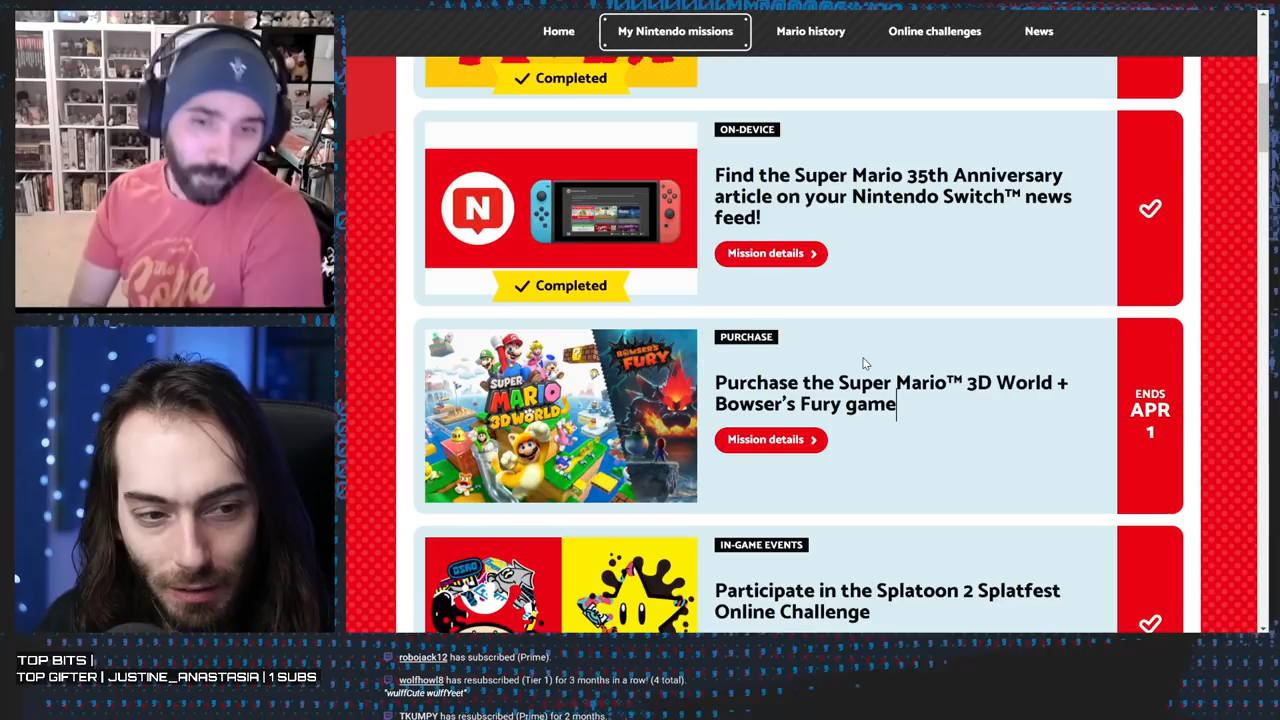 Home
My Nintendo missions
Mario history
Online challenges
News
Completed
ON-DEVICE
Find the Super Mario 35th Anniversary
article on your Nintendo Switch™ news
feed!
Mission details
Completed
N
PURCHASE
Purchase the Super Mario™ 3D World +
Bowser's Fury game
Mission details
ENDS
APR
1
SUPER
MARIO
3D WORLD
BOWSER'S
FURY
IN-GAME EVENTS
Participate in the Splatoon 2 Splatfest
Online Challenge
TOP BITS |
TOP GIFTER | JUSTINE_ANASTASIA | 1 SUBS
robojack12 has subscribed (Prime).
wolfhowl8 has resubscribed (Tier 1) for 3 months in a row! (4 total).
"wulffCute wulffYeet"
TKUMPY has resubscribed (Prime) for 2 months.